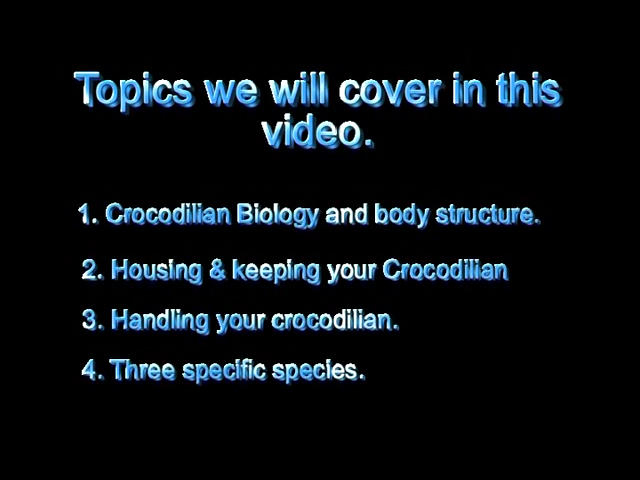 Topics we will cover in this
video.
1. Crocodilian Biology and body structure.
2. Housing & keeping your Crocodilian
3. Handling your crocodilian.
4. Three specific species.